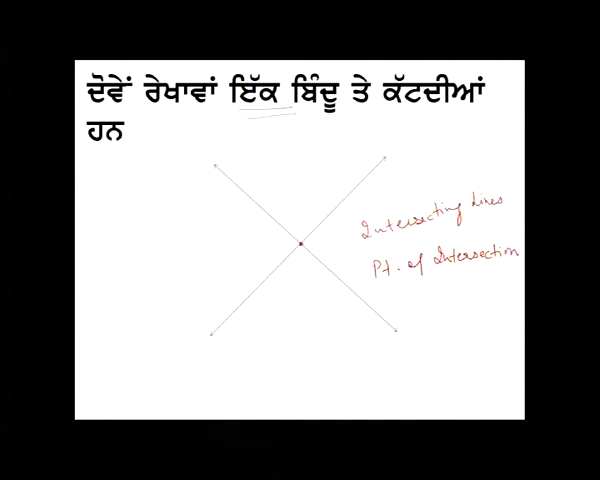 ਦੋਵੇਂ ਰੇਖਾਵਾਂ ਇੱਕ ਬਿੰਦੂ ਤੇ ਕੱਟਦੀਆਂ
ਹਨ
Intersecting Lines
Pt. of Intersection